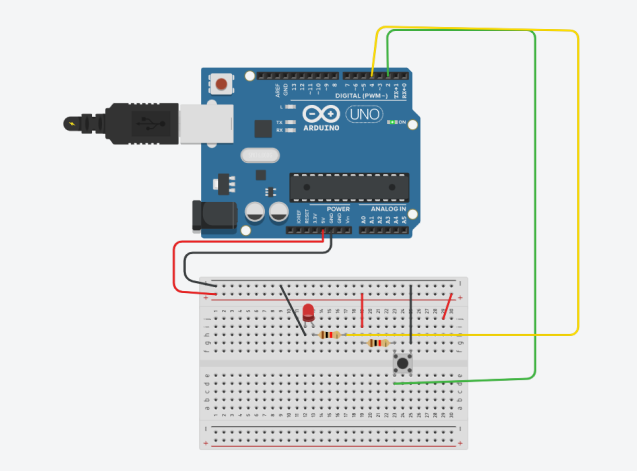 AREF
GND
13
12
~11
~10
~9
8
7
~6
~5
4
~3
2
TX→1
RX←0
DIGITAL (PWM~)
L
TX
RX
UNO
ARDUINO
ON
POWER
ANALOG IN
IOREF
RESET
3.3V
5V
GND
GND
Vin
A0
A1
A2
A3
A4
A5
j
i
h
g
f
e
d
c
b
a